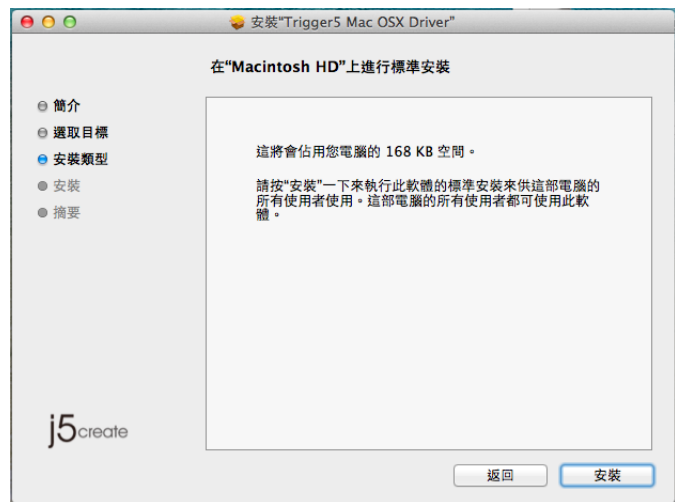 安裝"Trigger5 Mac OSX Driver"
在"Macintosh HD"上進行標準安裝
簡介
選取目標
安裝類型
安裝
摘要
這將會佔用您電腦的 168 KB 空間。
請按"安裝"一下來執行此軟體的標準安裝來供這部電腦的
所有使用者使用。這部電腦的所有使用者都可使用此軟
體。
j5create
返回
安裝